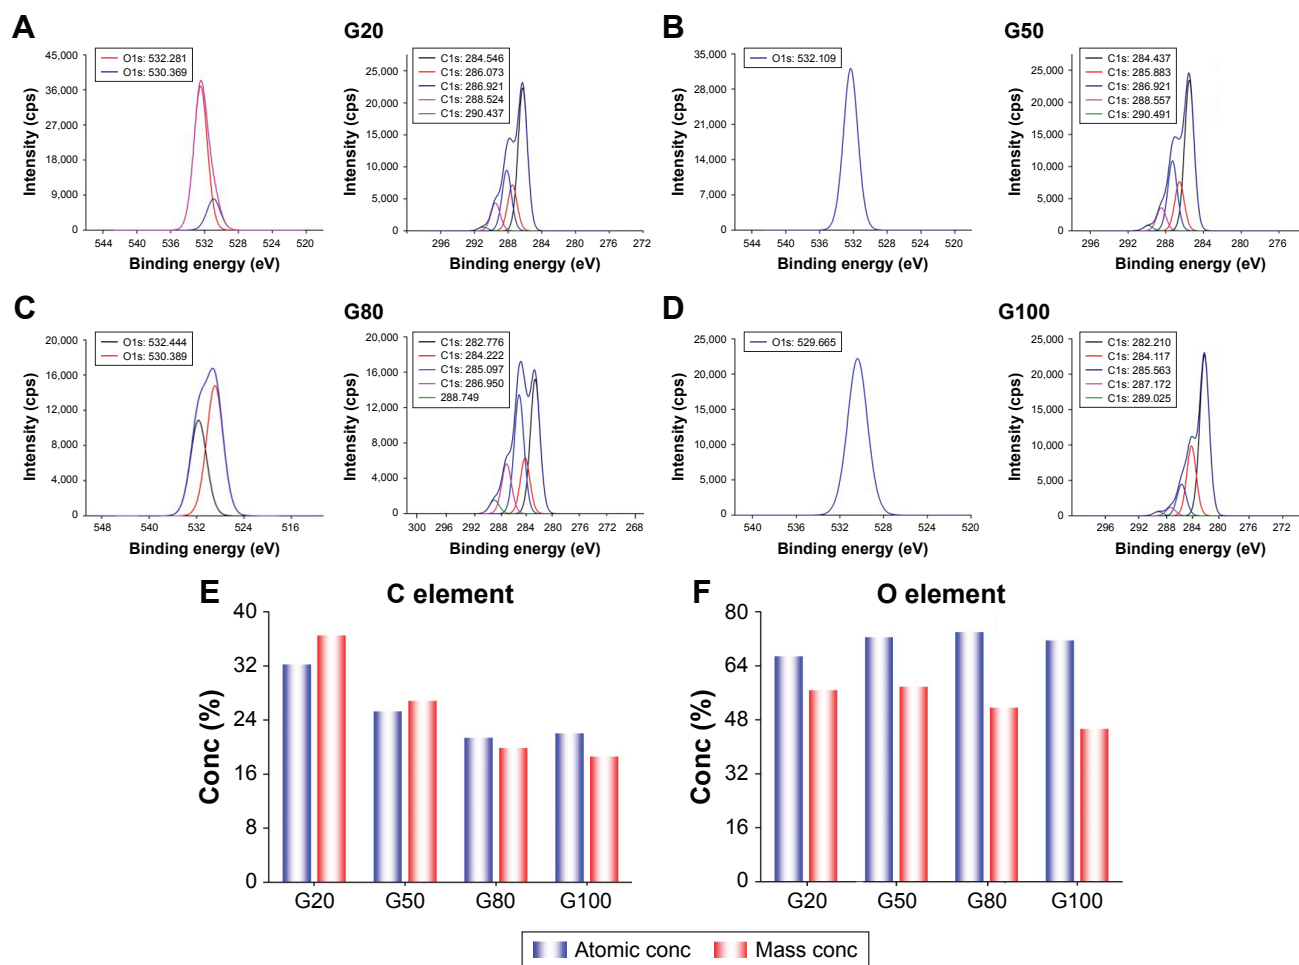 A
G20
45,000
36,000
27,000
18,000
9,000
0
Intensity (cps)
O1s: 532.281
O1s: 530.369
544
540
536
532
528
524
520
Binding energy (eV)
25,000
20,000
15,000
10,000
5,000
0
Intensity (cps)
C1s: 284.546
C1s: 286.073
C1s: 286.921
C1s: 288.524
C1s: 290.437
296
292
288
284
280
276
272
Binding energy (eV)
B
G50
35,000
28,000
21,000
14,000
7,000
0
Intensity (cps)
O1s: 532.109
544
540
536
532
528
524
520
Binding energy (eV)
25,000
20,000
15,000
10,000
5,000
0
Intensity (cps)
C1s: 284.437
C1s: 285.883
C1s: 286.921
C1s: 288.557
C1s: 290.491
296
292
288
284
280
276
Binding energy (eV)
C
G80
20,000
16,000
12,000
8,000
4,000
0
Intensity (cps)
O1s: 532.444
O1s: 530.389
548
540
532
524
516
Binding energy (eV)
20,000
16,000
12,000
8,000
4,000
0
Intensity (cps)
C1s: 282.776
C1s: 284.222
C1s: 285.097
C1s: 286.950
288.749
300
296
292
288
284
280
276
272
268
Binding energy (eV)
D
G100
25,000
20,000
15,000
10,000
5,000
0
Intensity (cps)
O1s: 529.665
540
536
532
528
524
520
Binding energy (eV)
25,000
20,000
15,000
10,000
5,000
0
Intensity (cps)
C1s: 282.210
C1s: 284.117
C1s: 285.563
C1s: 287.172
C1s: 289.025
296
292
288
284
280
276
272
Binding energy (eV)
E
C element
40
32
24
16
8
0
Conc (%)
G20
G50
G80
G100
F
O element
80
64
48
32
16
0
Conc (%)
G20
G50
G80
G100
Atomic conc
Mass conc